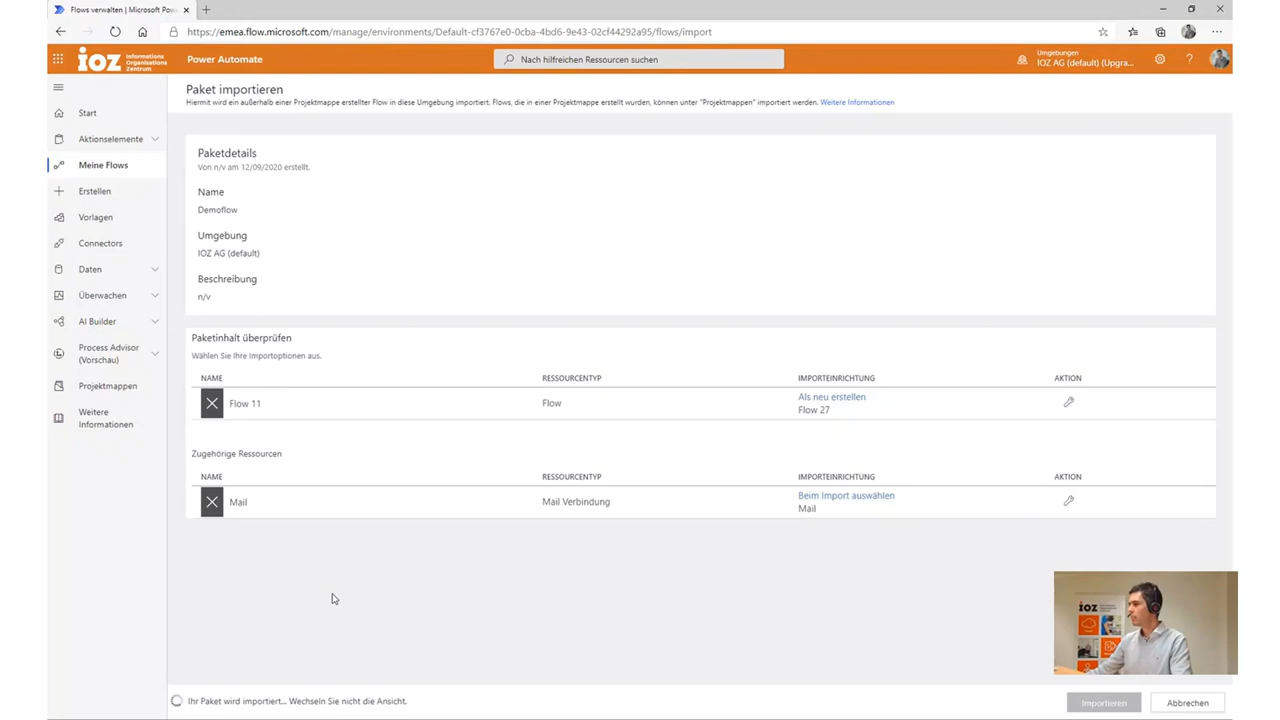 Flows verwalten | Microsoft Pow
https://emea.flow.microsoft.com/manage/environments/Default-cf3767e0-0cba-4bd6-9e43-02cf44292a95/flows/import
ioz Informations Organisations Zentrum
Power Automate
Nach hilfreichen Ressourcen suchen
Umgebungen
IOZ AG (default) (Upgra...
?
Start
Aktionselemente
Meine Flows
Erstellen
Vorlagen
Connectors
Daten
Überwachen
AI Builder
Process Advisor
(Vorschau)
Projektmappen
Weitere
Informationen
Paket importieren
Hiermit wird ein außerhalb einer Projektmappe erstellter Flow in diese Umgebung importiert. Flows, die in einer Projektmappe erstellt wurden, können unter "Projektmappen" importiert werden. Weitere Informationen
Paketdetails
Von n/v am 12/09/2020 erstellt.
Name
Demoflow
Umgebung
IOZ AG (default)
Beschreibung
n/v
Paketinhalt überprüfen
Wählen Sie Ihre Importoptionen aus.
NAME RESSOURCENTYP IMPORTEINRICHTUNG AKTION
Flow 11 Flow Als neu erstellen
Flow 27
Zugehörige Ressourcen
NAME RESSOURCENTYP IMPORTEINRICHTUNG AKTION
Mail Mail Verbindung Beim Import auswählen
Mail
ioz
Ihr Paket wird importiert... Wechseln Sie nicht die Ansicht.
Importieren
Abbrechen